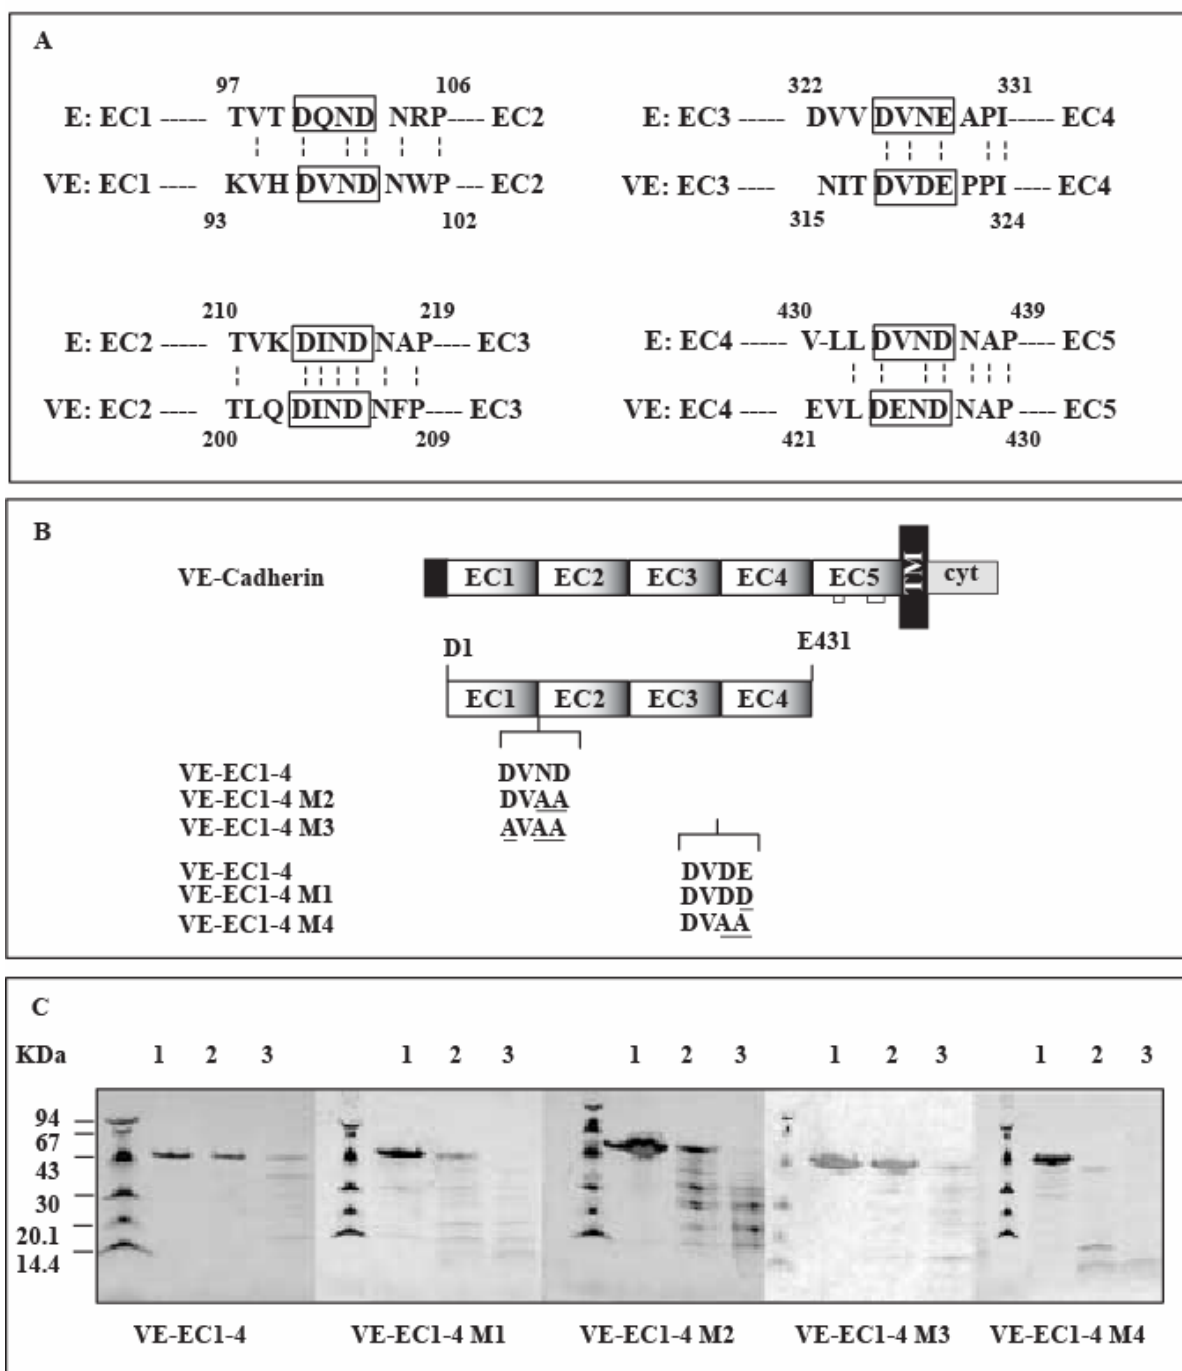 A
97 106 322 331
E: EC1 ----- TVT DQND NRP---- EC2 E: EC3 ----- DVV DVNE API----- EC4
VE: EC1 ---- KVH DVND NWP --- EC2 VE: EC3 ---- NIT DVDE PPI ---- EC4
93 102 315 324
210 219 430 439
E: EC2 ----- TVK DIND NAP---- EC3 E: EC4 ----- V-LL DVND NAP---- EC5
VE: EC2 ---- TLQ DIND NFP---- EC3 VE: EC4 ---- EVL DEND NAP ---- EC5
200 209 421 430
B
VE-Cadherin EC1 EC2 EC3 EC4 EC5 TM cyt
D1 E431
EC1 EC2 EC3 EC4
VE-EC1-4 DVND
VE-EC1-4 M2 DVAA
VE-EC1-4 M3 AVAA
VE-EC1-4 DVDE
VE-EC1-4 M1 DVDD
VE-EC1-4 M4 DVAA
C
KDa 1 2 3 1 2 3 1 2 3 1 2 3 1 2 3
94
67
43
30
20.1
14.4
VE-EC1-4 VE-EC1-4 M1 VE-EC1-4 M2 VE-EC1-4 M3 VE-EC1-4 M4